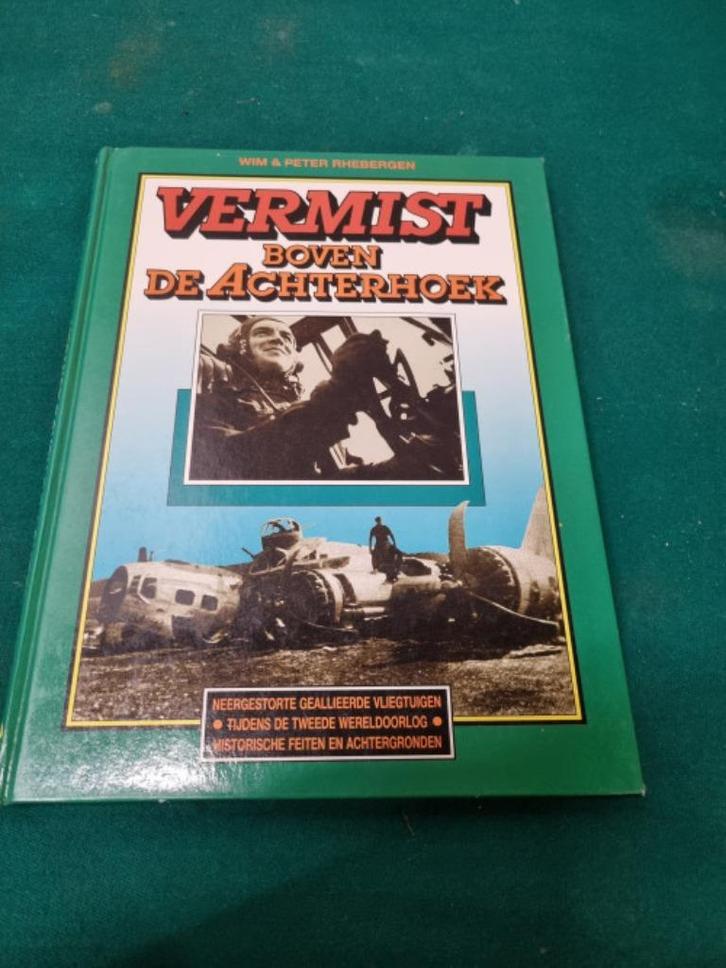 WIM & PETER RHEBERGEN
VERMIST
BOVEN
DE ACHTERHOEK
NEERGESTORTE GEALLIEERDE VLIEGTUIGEN
• TIJDENS DE TWEEDE WERELDOORLOG •
HISTORISCHE FEITEN EN ACHTERGRONDEN